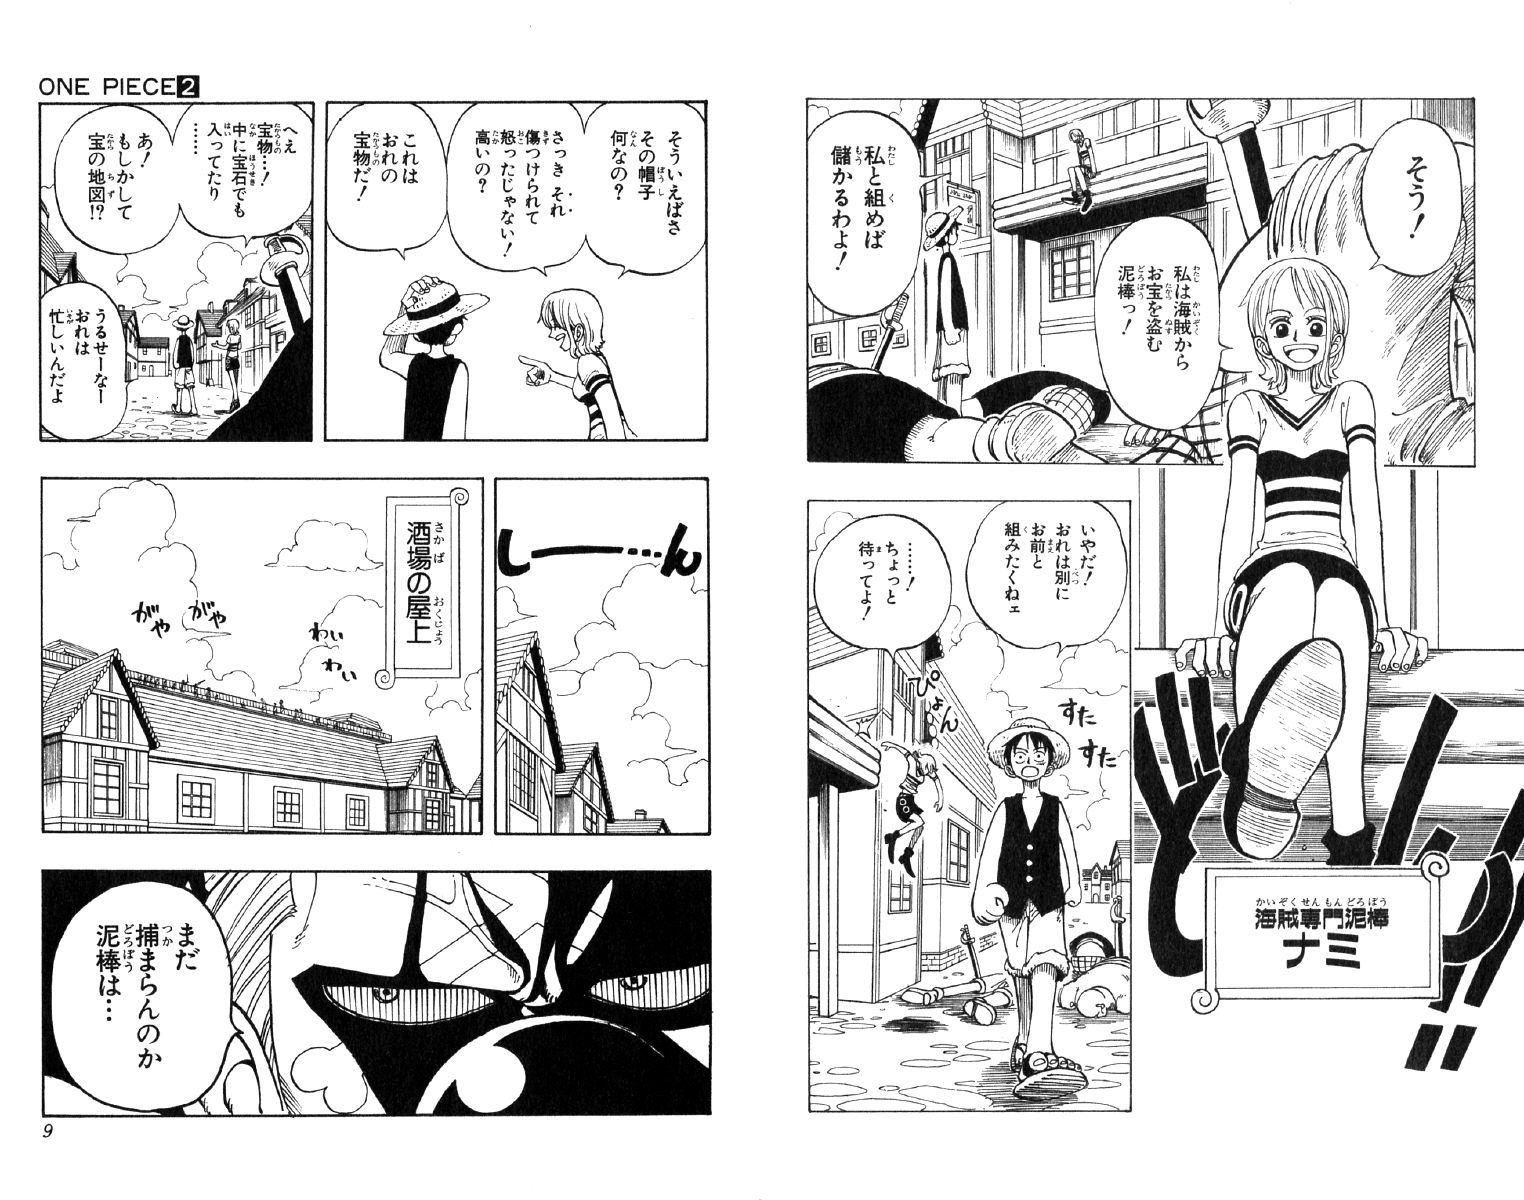 そう！
私は海賊から
お宝を盗む
泥棒っ！
私と組めば
儲かるわよ！
海賊専門泥棒
ナミ
どんっ!!
いやだ！
おれは別に
お前と
組みたくねェ
すた
すた
……！
ちょっと
待ってよ！
ぴょん
ONE PIECE 2
そういえばさ
その帽子
何なの？
さっき それ
傷つけられて
怒ったじゃない！
高いの？
これは
おれの
宝物だ！
へえ
宝物…！
中に宝石でも
入ってたり
……
あ！
もしかして
宝の地図!?
うるせーなー
おれは
忙しいんだよ
しーーん
酒場の屋上
わい
わい
がや
がや
まだ
捕まらんのか
泥棒は…
9